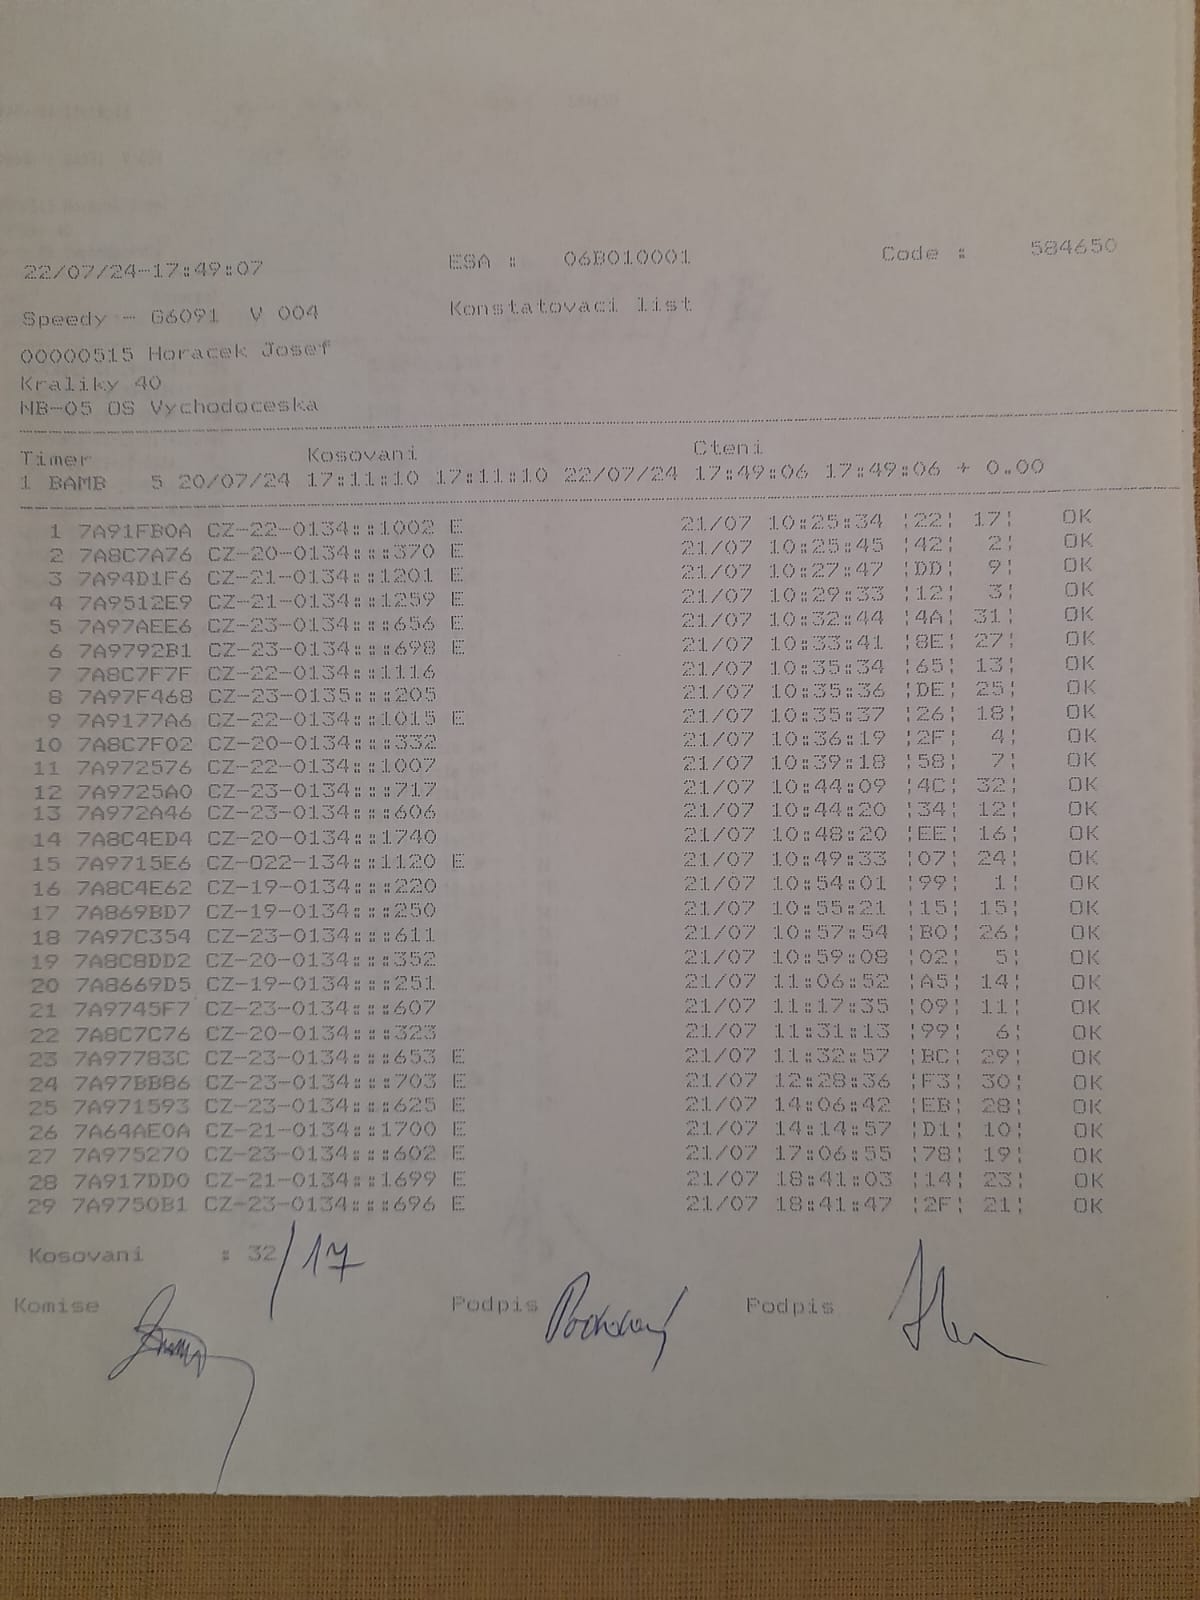 22/07/24-17:49:07 ESA : 06B010001 Code : 584650
Speedy - G6091 V 004 Konstatovaci list
00000515 Horacek Josef
Kraliky 40
NB-05 OS Vychodoceska
Timer Kosovani Cteni
1 BAMB 5 20/07/24 17:11:10 17:11:10 22/07/24 17:49:06 17:49:06 + 0.00
1 7A91FB0A CZ-22-0134:::1002 E 21/07 10:25:34 ¦22¦ 17¦ OK
2 7A8C7A76 CZ-20-0134::::370 E 21/07 10:25:45 ¦42¦ 2¦ OK
3 7A94D1F6 CZ-21-0134:::1201 E 21/07 10:27:47 ¦DD¦ 9¦ OK
4 7A9512E9 CZ-21-0134:::1259 E 21/07 10:29:33 ¦12¦ 3¦ OK
5 7A97AEE6 CZ-23-0134::::656 E 21/07 10:32:44 ¦4A¦ 31¦ OK
6 7A9792B1 CZ-23-0134::::698 E 21/07 10:33:41 ¦8E¦ 27¦ OK
7 7A8C7F7F CZ-22-0134:::1116 21/07 10:35:34 ¦65¦ 13¦ OK
8 7A97F468 CZ-23-0135::::205 21/07 10:35:36 ¦DE¦ 25¦ OK
9 7A9177A6 CZ-22-0134:::1015 E 21/07 10:35:37 ¦26¦ 18¦ OK
10 7A8C7F02 CZ-20-0134::::332 21/07 10:36:19 ¦2F¦ 4¦ OK
11 7A972576 CZ-22-0134:::1007 21/07 10:39:18 ¦58¦ 7¦ OK
12 7A9725A0 CZ-23-0134::::717 21/07 10:44:09 ¦4C¦ 32¦ OK
13 7A972A46 CZ-23-0134::::606 21/07 10:44:20 ¦34¦ 12¦ OK
14 7A8C4ED4 CZ-20-0134:::1740 21/07 10:48:20 ¦EE¦ 16¦ OK
15 7A9715E6 CZ-022-134:::1120 E 21/07 10:49:33 ¦07¦ 24¦ OK
16 7A8C4E62 CZ-19-0134::::220 21/07 10:54:01 ¦99¦ 1¦ OK
17 7A869BD7 CZ-19-0134::::250 21/07 10:55:21 ¦15¦ 15¦ OK
18 7A97C354 CZ-23-0134::::611 21/07 10:57:54 ¦B0¦ 26¦ OK
19 7A8C8DD2 CZ-20-0134::::352 21/07 10:59:08 ¦02¦ 5¦ OK
20 7A8669D5 CZ-19-0134::::251 21/07 11:06:52 ¦A5¦ 14¦ OK
21 7A9745F7 CZ-23-0134::::607 21/07 11:17:35 ¦09¦ 11¦ OK
22 7A8C7C76 CZ-20-0134::::323 21/07 11:31:13 ¦99¦ 6¦ OK
23 7A97783C CZ-23-0134::::653 E 21/07 11:32:57 ¦BC¦ 29¦ OK
24 7A97BB86 CZ-23-0134::::703 E 21/07 12:28:36 ¦F3¦ 30¦ OK
25 7A971593 CZ-23-0134::::625 E 21/07 14:06:42 ¦EB¦ 28¦ OK
26 7A64AE0A CZ-21-0134:::1700 E 21/07 14:14:57 ¦D1¦ 10¦ OK
27 7A975270 CZ-23-0134::::602 E 21/07 17:06:55 ¦78¦ 19¦ OK
28 7A917DD0 CZ-21-0134:::1699 E 21/07 18:41:03 ¦14¦ 23¦ OK
29 7A9750B1 CZ-23-0134::::696 E 21/07 18:41:47 ¦2F¦ 21¦ OK
Kosovani : 32/17
Komise Podpis Podpis